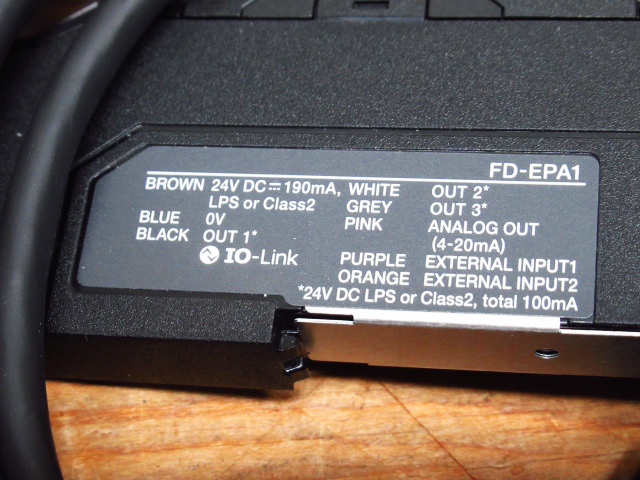 FD-EPA1
BROWN 24V DC⎓190mA, WHITE OUT 2*
LPS or Class2 GREY OUT 3*
BLUE 0V PINK ANALOG OUT
BLACK OUT 1* (4-20mA)
IO-Link PURPLE EXTERNAL INPUT1
ORANGE EXTERNAL INPUT2
*24V DC LPS or Class2, total 100mA